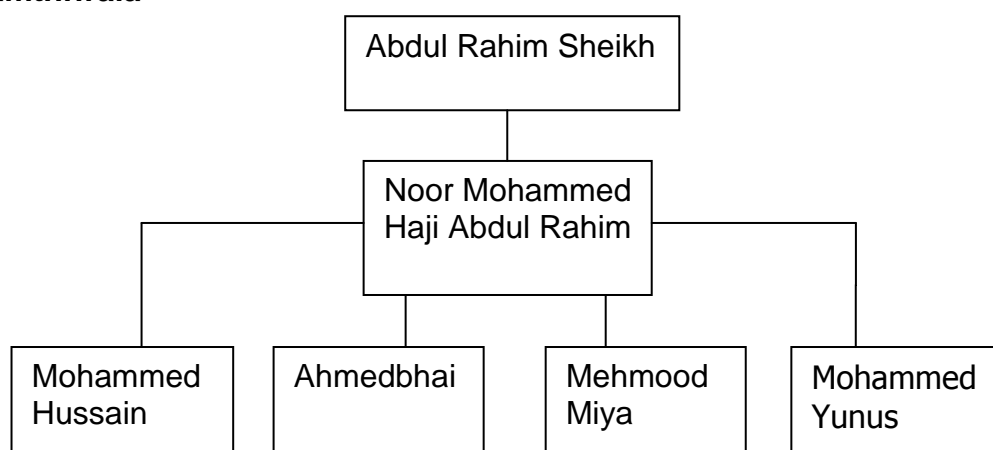 Abdul Rahim Sheikh
Noor Mohammed
Haji Abdul Rahim
Mohammed
Hussain
Ahmedbhai
Mehmood
Miya
Mohammed
Yunus